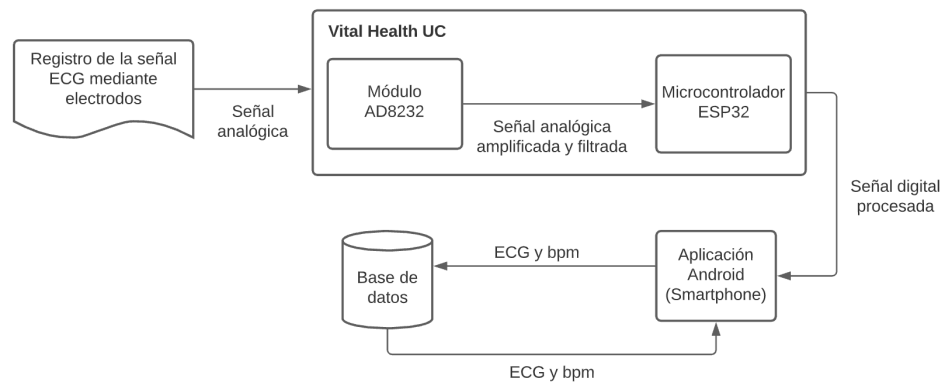 Vital Health UC
Registro de la señal
ECG mediante
electrodos
Señal
analógica
Módulo
AD8232
Señal analógica
amplificada y filtrada
Microcontrolador
ESP32
Señal digital
procesada
Aplicación
Android
(Smartphone)
ECG y bpm
Base de
datos
ECG y bpm